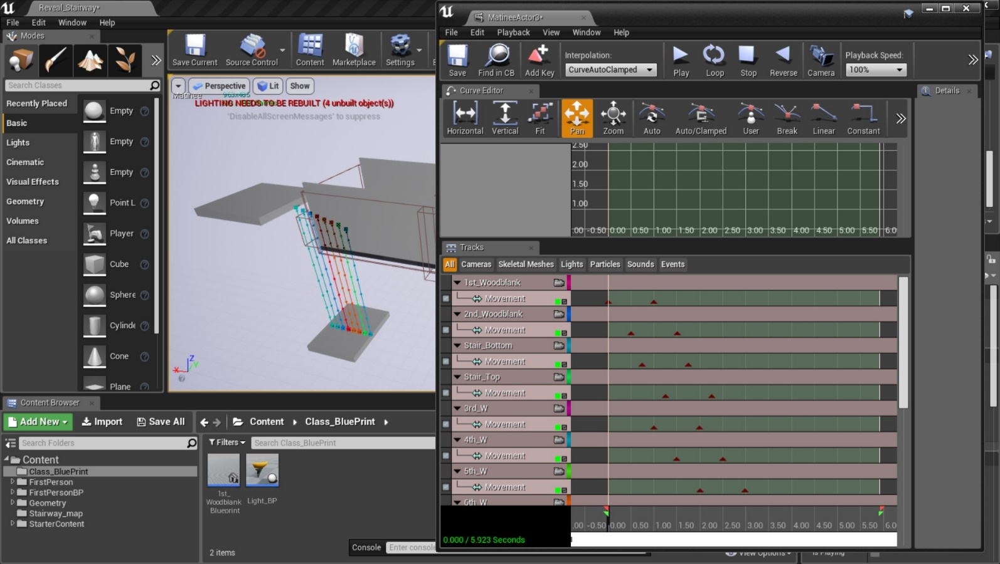 Reveal_Stairway*
File Edit Window Help
Modes
Search Classes
Recently Placed
Basic
Lights
Cinematic
Visual Effects
Geometry
Volumes
All Classes
Empty
Empty
Empty
Point L
Player
Cube
Sphere
Cylinde
Cone
Plane
Save Current Source Control Content Marketplace Settings
Perspective Lit Show
Matinee
LIGHTING NEEDS TO BE REBUILT (4 unbuilt object(s))
'DisableAllScreenMessages' to suppress
Z
X Y
Content Browser
Add New Import Save All Content Class_BluePrint
Search Folders
Filters Search Class_BluePrint
Content
Class_BluePrint
FirstPerson
FirstPersonBP
Geometry
Stairway_map
StarterContent
1st_
Woodblank
Blueprint
Light_BP
2 items
Console Enter console
View Options
Is Playing
MatineeActor3*
File Edit Playback View Window Help
Save Find in CB Add Key
Interpolation:
CurveAutoClamped
Play Loop Stop Reverse Camera
Playback Speed:
100%
Curve Editor
Details
Horizontal Vertical Fit Pan Zoom Auto Auto/Clamped User Break Linear Constant
2.50
2.00
1.50
1.00
.00 -0.50 0.00 0.50 1.00 1.50 2.00 2.50 3.00 3.50 4.00 4.50 5.00 5.50 6.0
Tracks
All Cameras Skeletal Meshes Lights Particles Sounds Events
1st_Woodblank
Movement
2nd_Woodblank
Movement
Stair_Bottom
Movement
Stair_Top
Movement
3rd_W
Movement
4th_W
Movement
5th_W
Movement
6th_W
.00 -0.50 0.00 0.50 1.00 1.50 2.00 2.50 3.00 3.50 4.00 4.50 5.00 5.50 6.0
0.000 / 5.923 Seconds